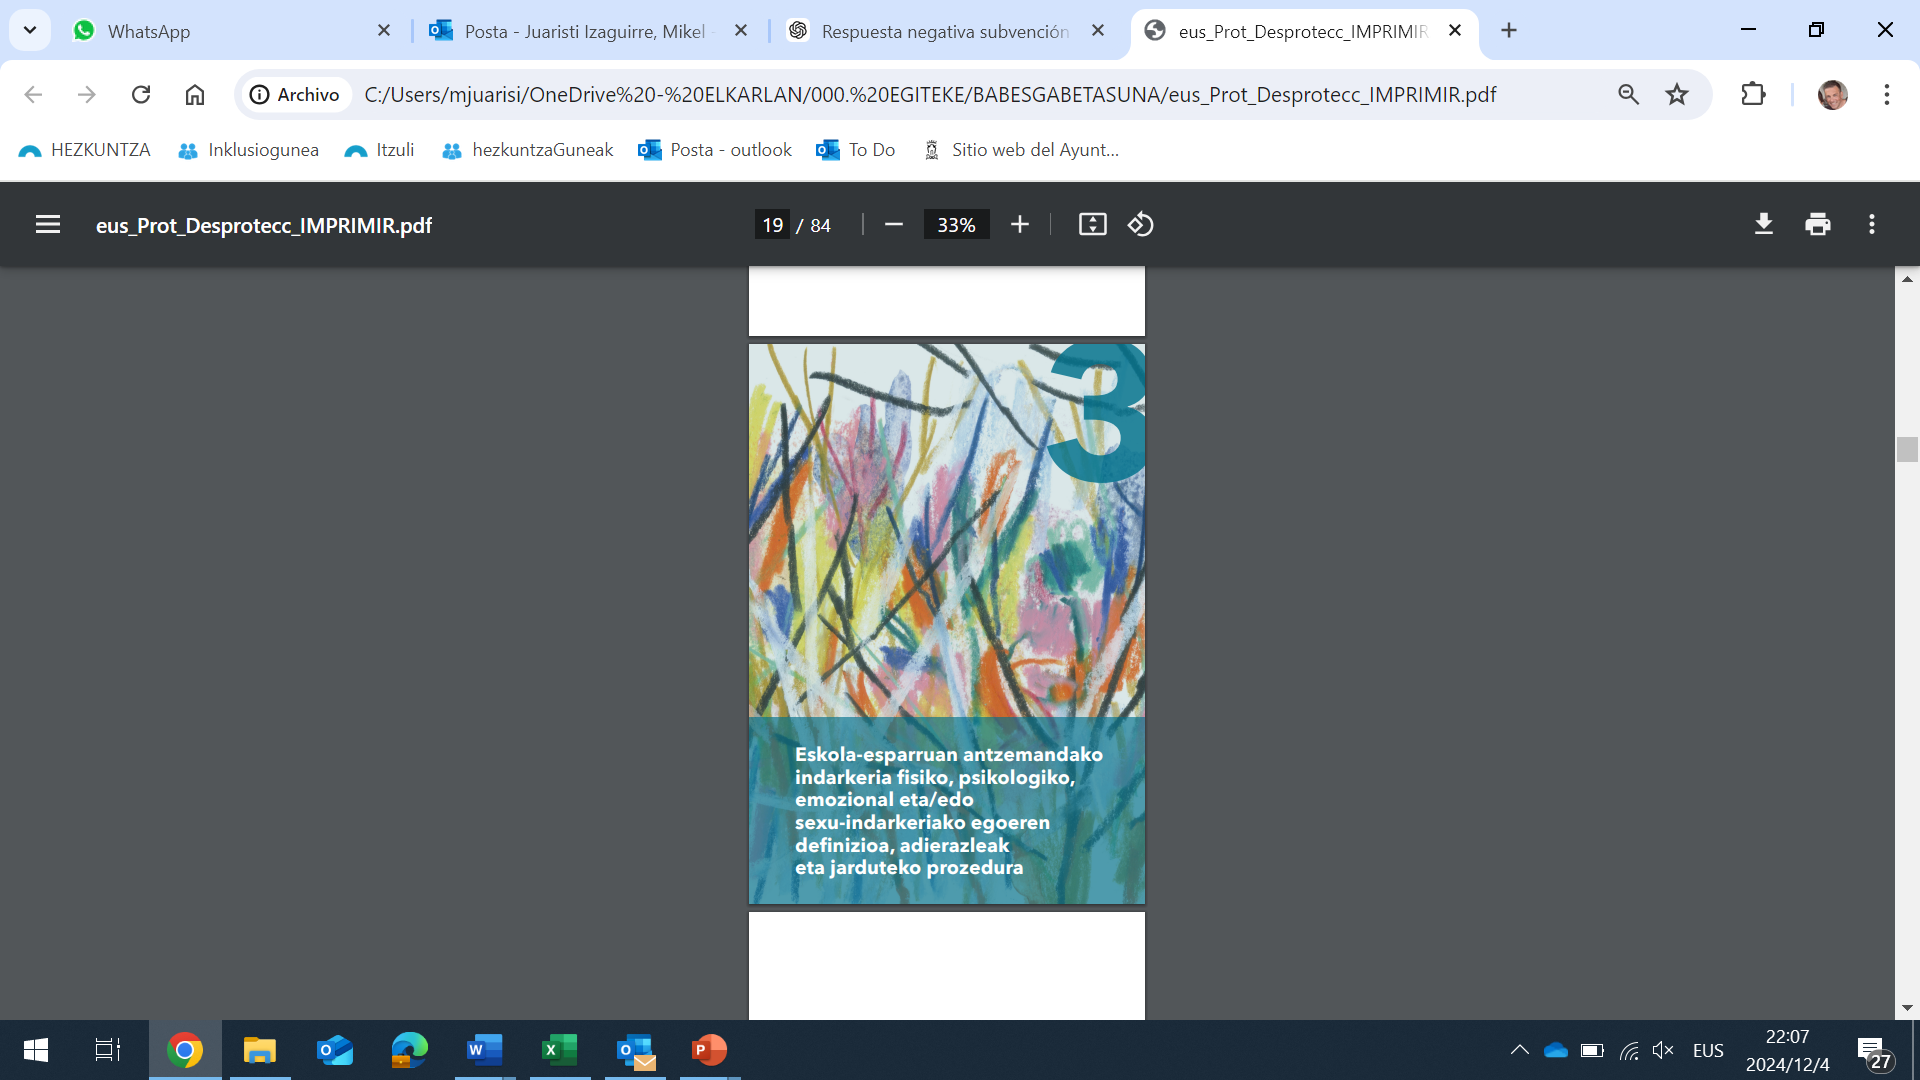 WhatsApp
Posta - Juaristi Izaguirre, Mikel -
Respuesta negativa subvención
eus_Prot_Desprotecc_IMPRIMIR
Archivo
C:/Users/mjuarisi/OneDrive%20-%20ELKARLAN/000.%20EGITEKE/BABESGABETASUNA/eus_Prot_Desprotecc_IMPRIMIR.pdf
HEZKUNTZA
Inklusiogunea
Itzuli
hezkuntzaGuneak
Posta - outlook
To Do
Sitio web del Ayunt...
eus_Prot_Desprotecc_IMPRIMIR.pdf
19 / 84
33%
3
Eskola-esparruan antzemandako
indarkeria fisiko, psikologiko,
emozional eta/edo
sexu-indarkeriako egoeren
definizioa, adierazleak
eta jarduteko prozedura
EUS
22:07
2024/12/4
27